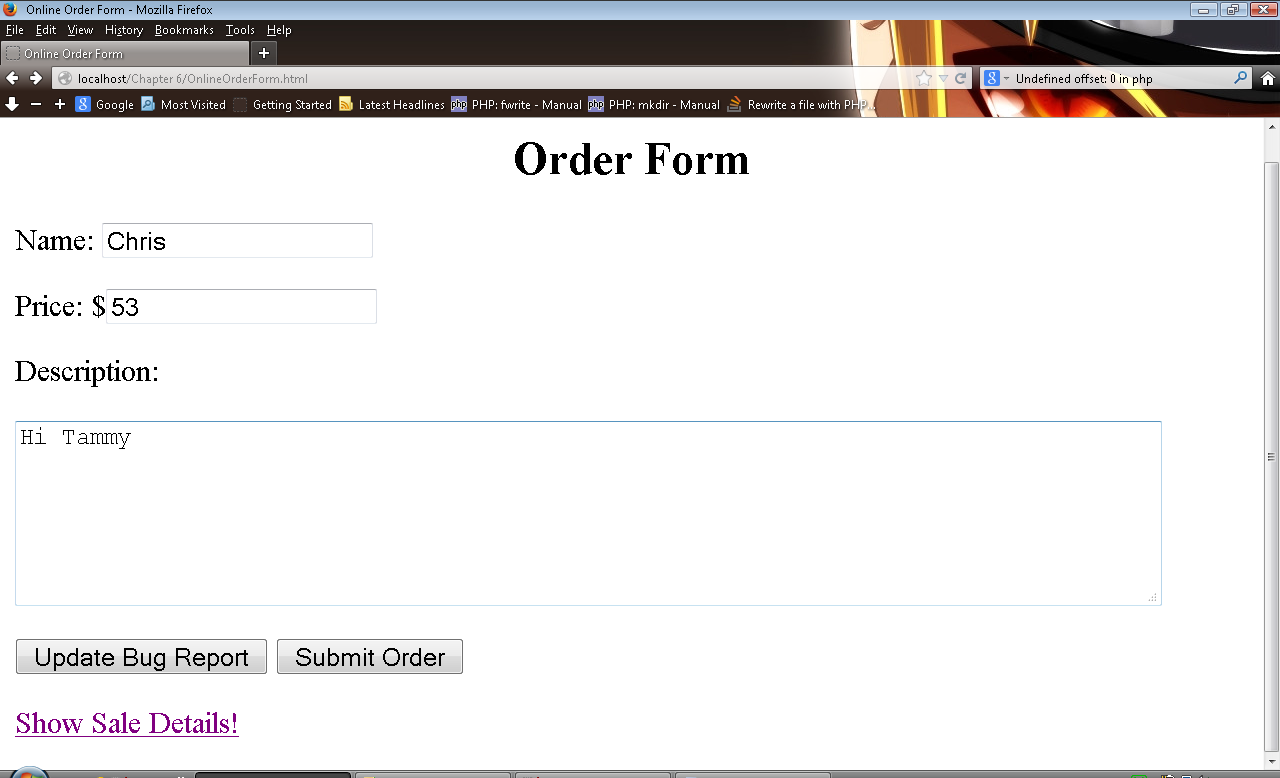 Online Order Form - Mozilla Firefox
File Edit View History Bookmarks Tools Help
Online Order Form
localhost/Chapter 6/OnlineOrderForm.html
Undefined offset: 0 in php
Google Most Visited Getting Started Latest Headlines php PHP: fwrite - Manual php PHP: mkdir - Manual Rewrite a file with PHP...
Order Form
Name: Chris
Price: $53
Description:
Hi Tammy
Update Bug Report Submit Order
Show Sale Details!